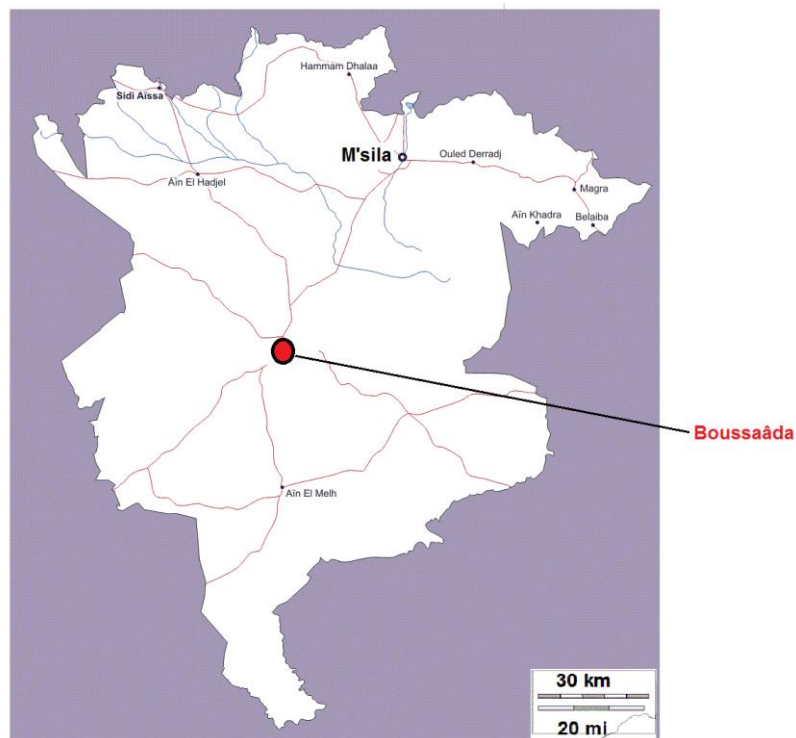 Hammam Dhalaa
Sidi Aïssa
M'sila
Ouled Derradj
Aïn El Hadjel
Magra
Aïn Khadra
Belaiba
Boussaâda
Aïn El Melh
30 km
20 mi